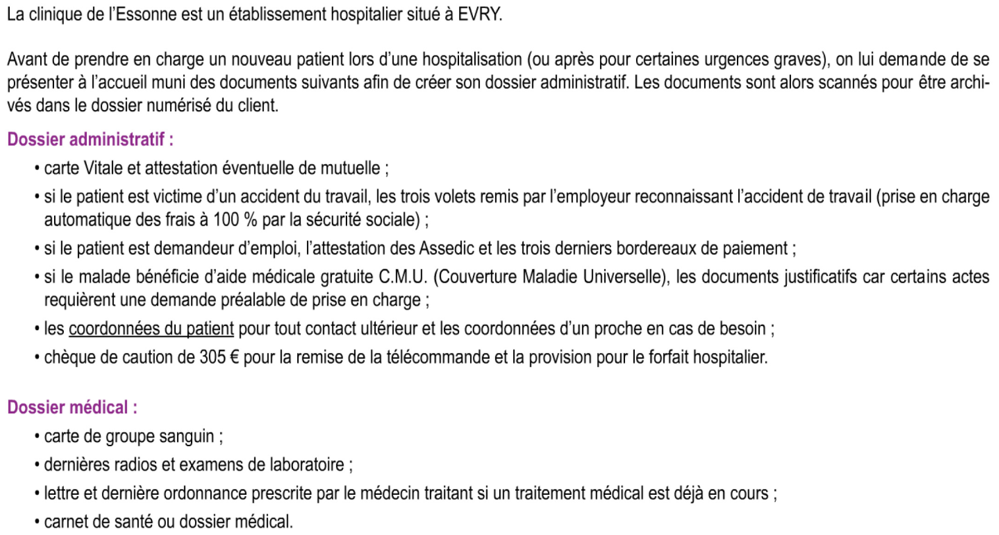 La clinique de l’Essonne est un établissement hospitalier situé à EVRY.
Avant de prendre en charge un nouveau patient lors d’une hospitalisation (ou après pour certaines urgences graves), on lui demande de se
présenter à l’accueil muni des documents suivants afin de créer son dossier administratif. Les documents sont alors scannés pour être archi-
vés dans le dossier numérisé du client.
Dossier administratif :
• carte Vitale et attestation éventuelle de mutuelle ;
• si le patient est victime d’un accident du travail, les trois volets remis par l’employeur reconnaissant l’accident de travail (prise en charge
automatique des frais à 100 % par la sécurité sociale) ;
• si le patient est demandeur d’emploi, l’attestation des Assedic et les trois derniers bordereaux de paiement ;
• si le malade bénéficie d’aide médicale gratuite C.M.U. (Couverture Maladie Universelle), les documents justificatifs car certains actes
requièrent une demande préalable de prise en charge ;
• les coordonnées du patient pour tout contact ultérieur et les coordonnées d’un proche en cas de besoin ;
• chèque de caution de 305 € pour la remise de la télécommande et la provision pour le forfait hospitalier.
Dossier médical :
• carte de groupe sanguin ;
• dernières radios et examens de laboratoire ;
• lettre et dernière ordonnance prescrite par le médecin traitant si un traitement médical est déjà en cours ;
• carnet de santé ou dossier médical.